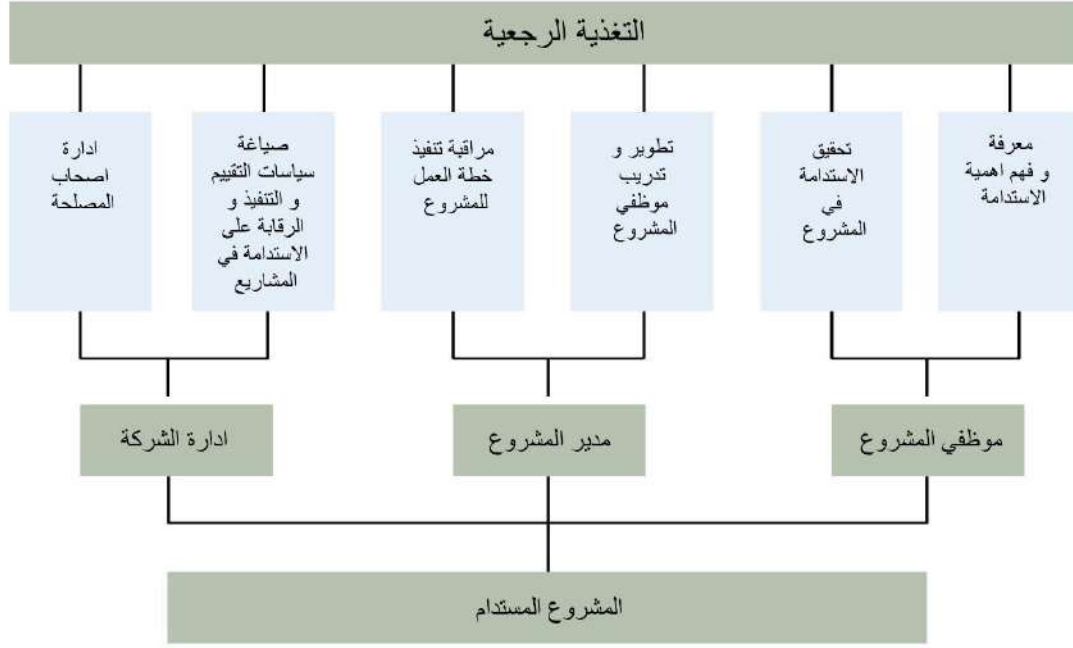 التغذية الرجعية
معرفة
و فهم اهمية
الاستدامة
تحقيق
الاستدامة
في
المشروع
تطوير و
تدريب
موظفي
المشروع
مراقبة تنفيذ
خطة العمل
للمشروع
صياغة
سياسات التقييم
و التنفيذ و
الرقابة على
الاستدامة في
المشاريع
ادارة
اصحاب
المصلحة
موظفي المشروع
مدير المشروع
ادارة الشركة
المشروع المستدام